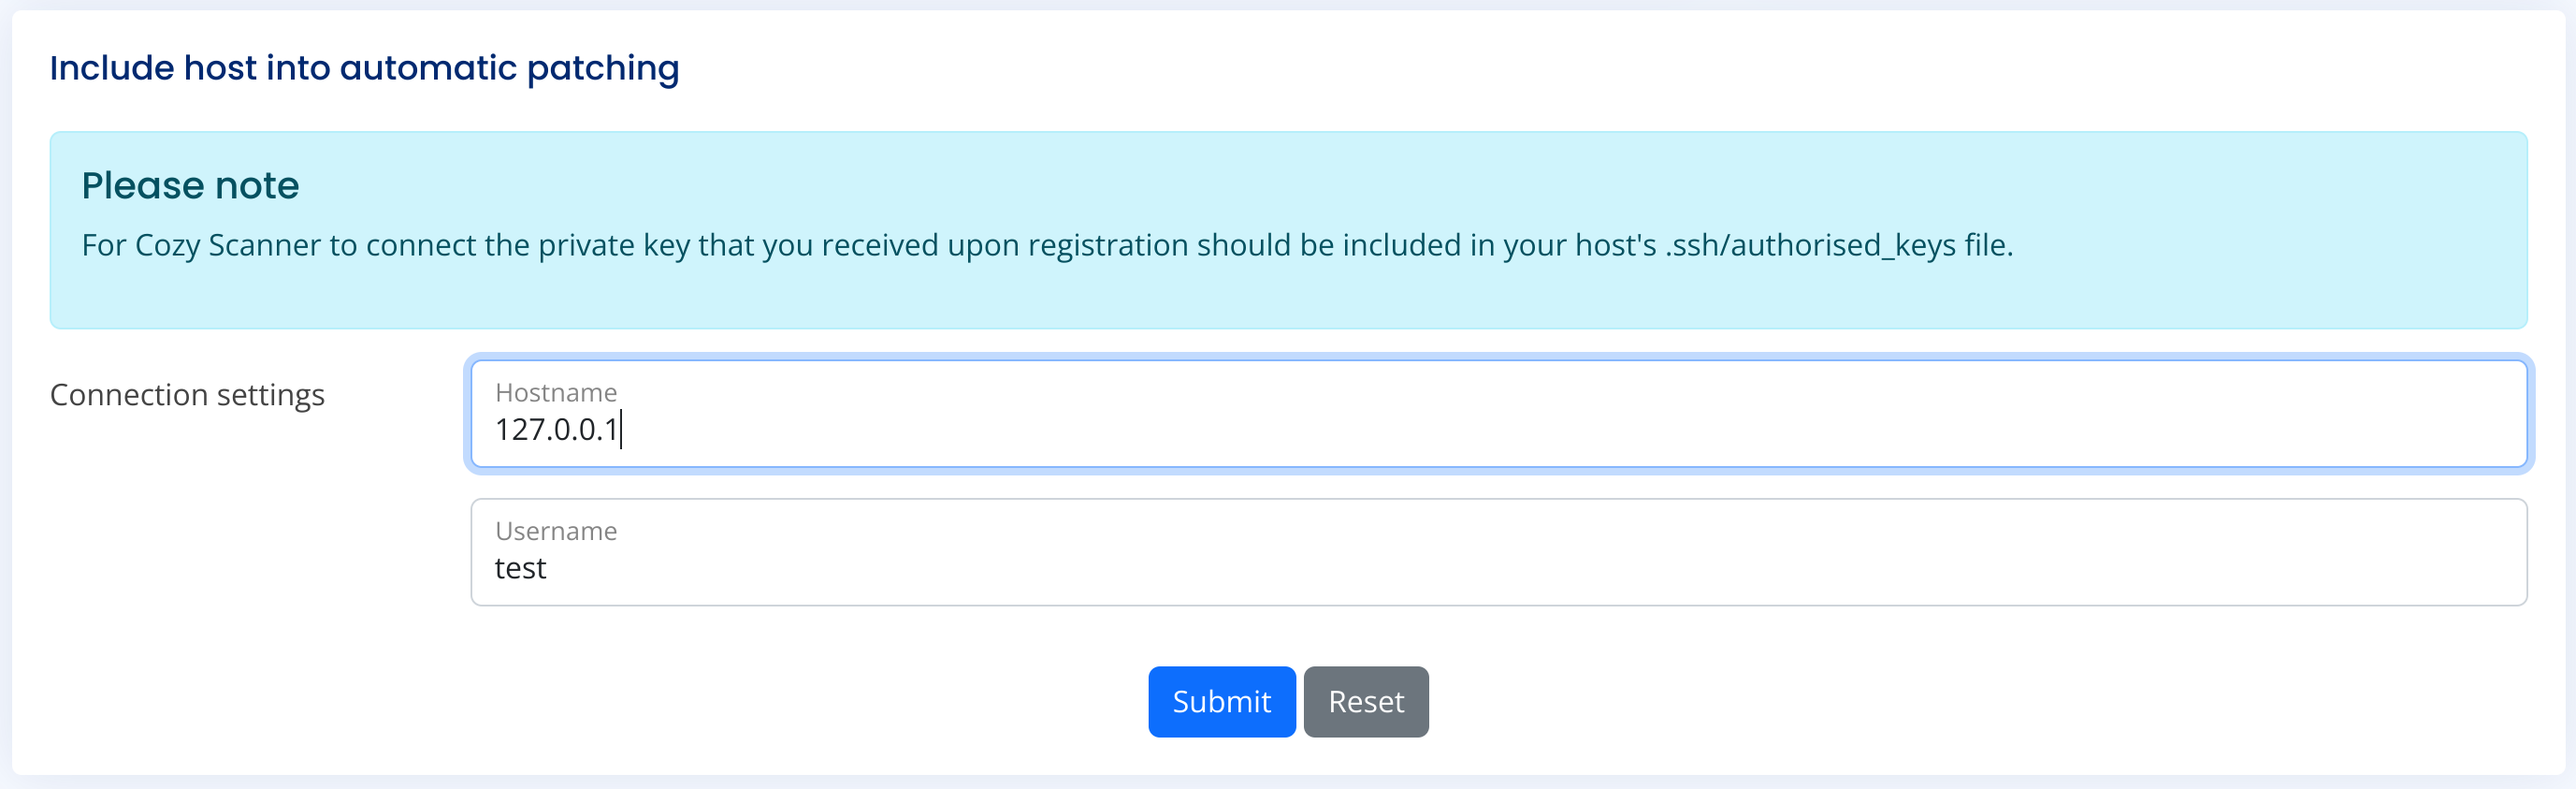 Include host into automatic patching
Please note
For Cozy Scanner to connect the private key that you received upon registration should be included in your host's .ssh/authorised_keys file.
Connection settings
Hostname
127.0.0.1
Username
test
Submit
Reset